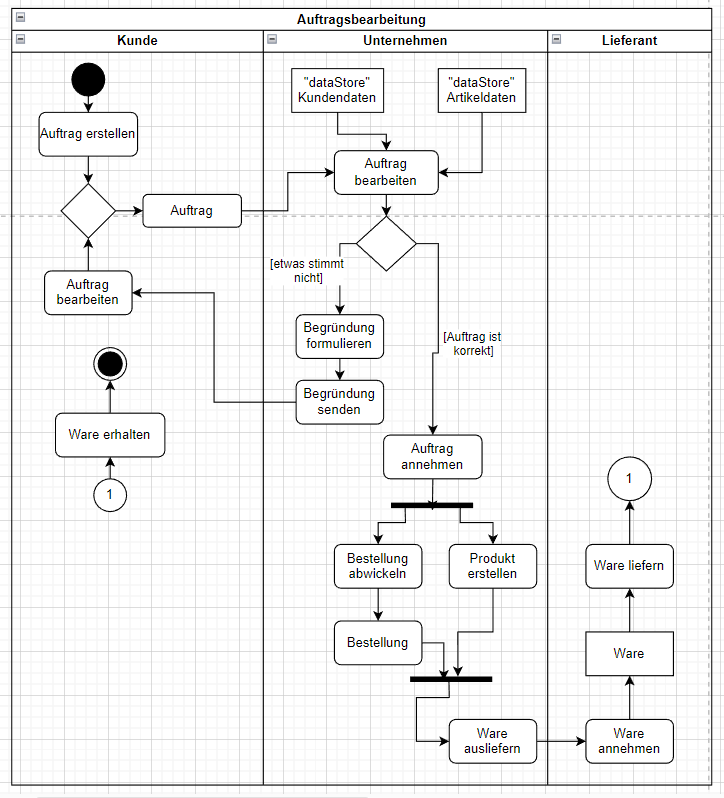 Auftragsbearbeitung
Kunde
Unternehmen
Lieferant
"dataStore"
Kundendaten
"dataStore"
Artikeldaten
Auftrag erstellen
Auftrag
bearbeiten
Auftrag
[etwas stimmt
nicht]
Auftrag
bearbeiten
Begründung
formulieren
[Auftrag ist
korrekt]
Begründung
senden
Ware erhalten
Auftrag
annehmen
1
1
Bestellung
abwickeln
Produkt
erstellen
Ware liefern
Bestellung
Ware
Ware
ausliefern
Ware
annehmen